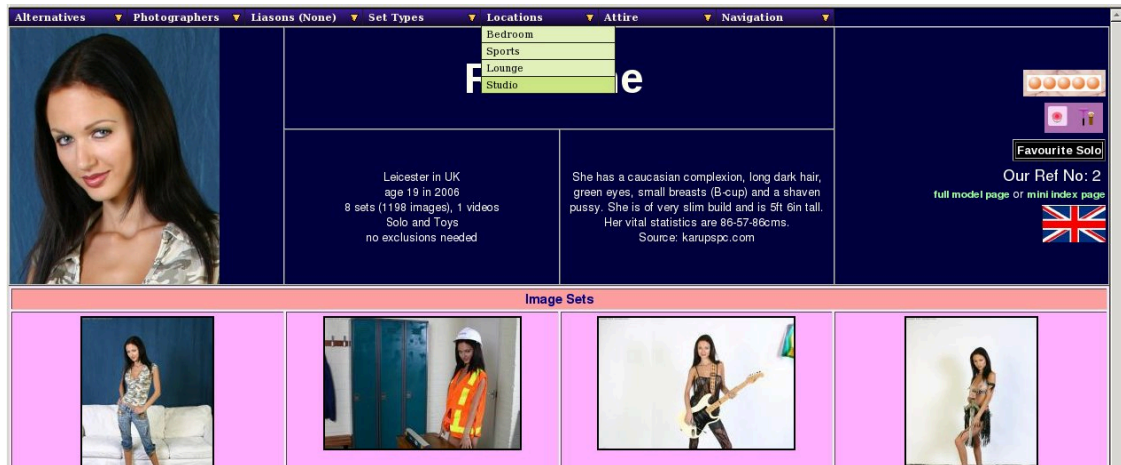 Alternatives
Photographers
Liasons (None)
Set Types
Locations
Attire
Navigation
Bedroom
Sports
Lounge
Studio
Favourite Solo
Our Ref No: 2
full model page or mini index page
Leicester in UK
age 19 in 2006
8 sets (1198 images), 1 videos
Solo and Toys
no exclusions needed
She has a caucasian complexion, long dark hair,
green eyes, small breasts (B-cup) and a shaven
pussy. She is of very slim build and is 5ft 6in tall.
Her vital statistics are 86-57-86cms.
Source: karupspc.com
Image Sets